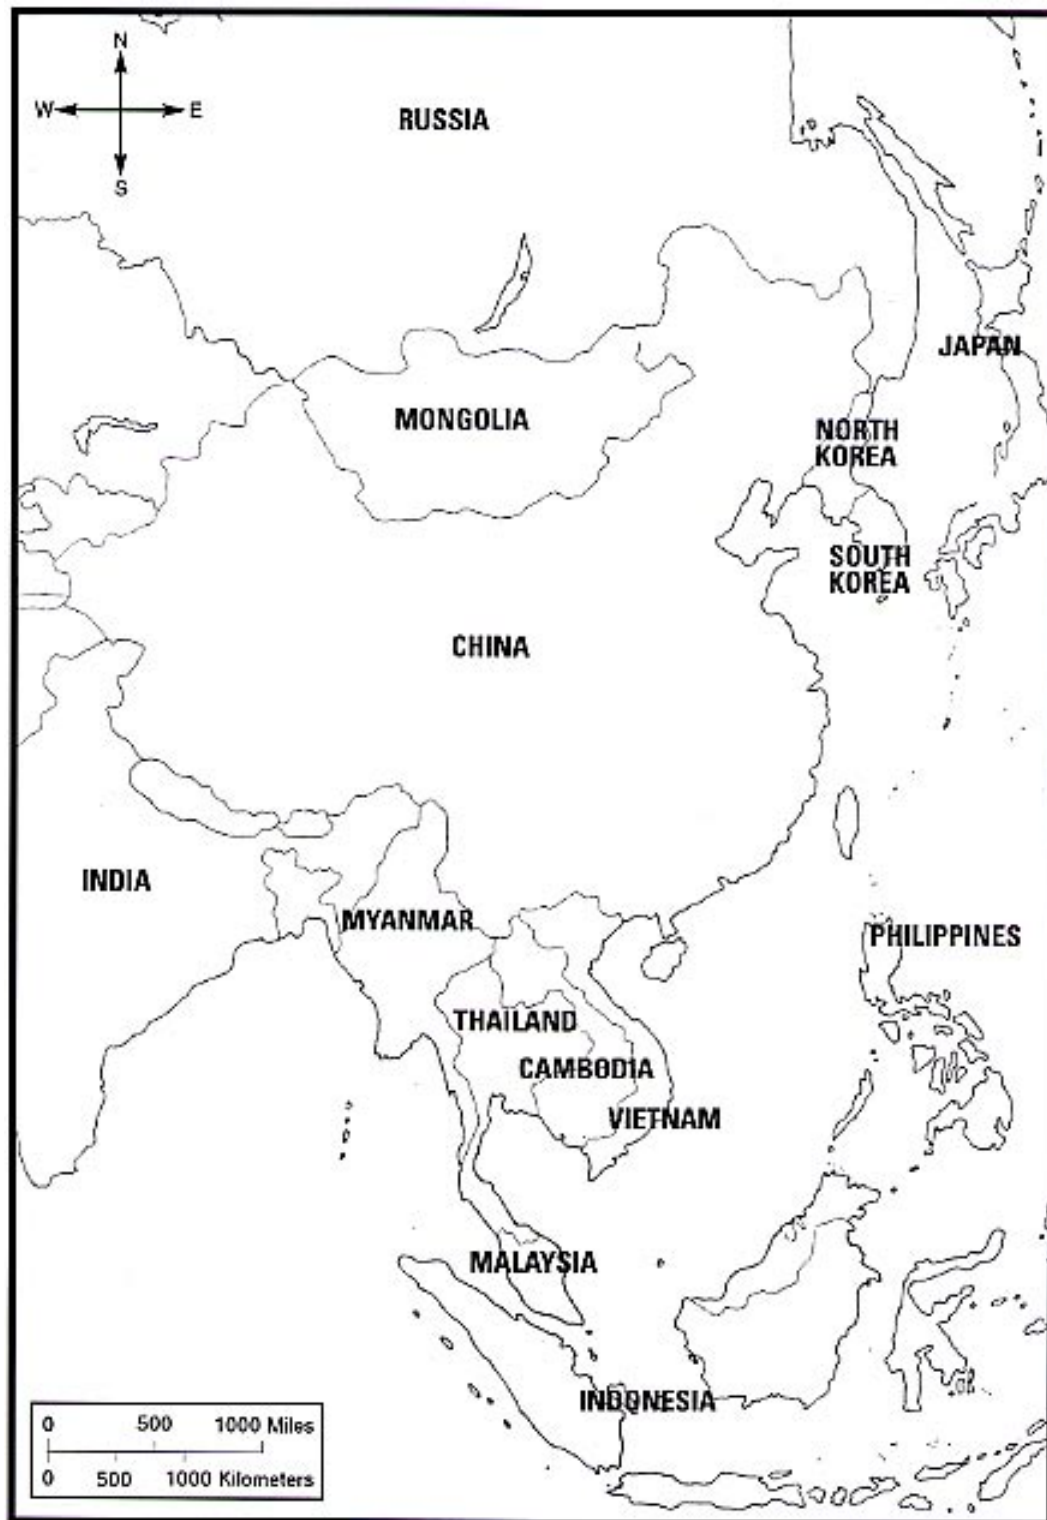 N
W E
S
RUSSIA
JAPAN
MONGOLIA
NORTH
KOREA
SOUTH
KOREA
CHINA
INDIA
MYANMAR
PHILIPPINES
THAILAND
CAMBODIA
VIETNAM
MALAYSIA
INDONESIA
0 500 1000 Miles
0 500 1000 Kilometers